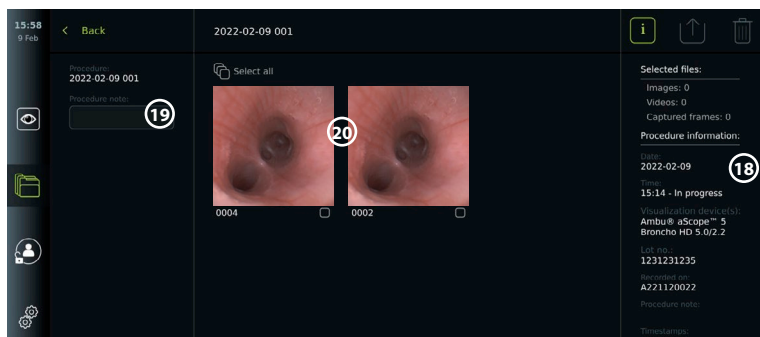 15:58
9 Feb
Back
2022-02-09 001
i
Procedure:
2022-02-09 001
Procedure note:
19
Select all
20
0004
0002
Selected files:
Images: 0
Videos: 0
Captured frames: 0
Procedure information:
Date:
2022-02-09
18
Time:
15:14 - In progress
Visualization device(s):
Ambu® aScope™ 5
Broncho HD 5.0/2.2
Lot no.:
1231231235
Recorded on:
A221120022
Procedure note:
Timestamps: